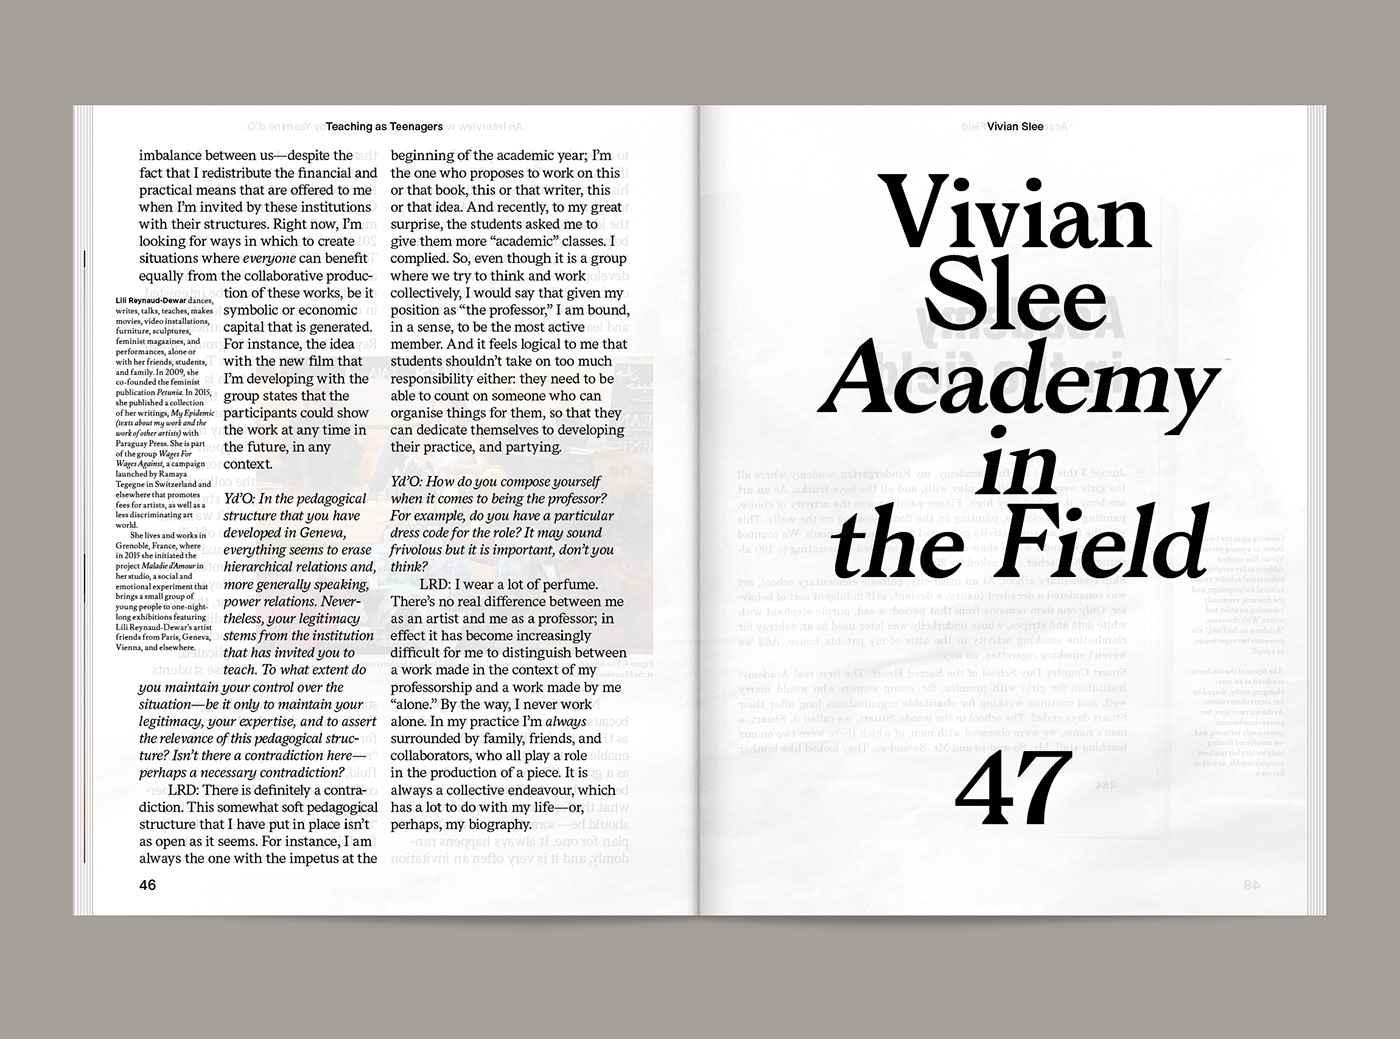 Teaching as Teenagers
imbalance between us—despite the
fact that I redistribute the financial and
practical means that are offered to me
when I’m invited by these institutions
with their structures. Right now, I’m
looking for ways in which to create
situations where everyone can benefit
equally from the collaborative produc-
tion of these works, be it
symbolic or economic
capital that is generated.
For instance, the idea
with the new film that
I’m developing with the
group states that the
participants could show
the work at any time in
the future, in any
context.
Yd’O: In the pedagogical
structure that you have
developed in Geneva,
everything seems to erase
hierarchical relations and,
more generally speaking,
power relations. Never-
theless, your legitimacy
stems from the institution
that has invited you to
teach. To what extent do
you maintain your control over the
situation—be it only to maintain your
legitimacy, your expertise, and to assert
the relevance of this pedagogical struc-
ture? Isn’t there a contradiction here—
perhaps a necessary contradiction?
LRD: There is definitely a contra-
diction. This somewhat soft pedagogical
structure that I have put in place isn’t
as open as it seems. For instance, I am
always the one with the impetus at the
Lili Reynaud-Dewar dances,
writes, talks, teaches, makes
movies, video installations,
furniture, sculptures,
feminist magazines, and
performances, alone or
with her friends, students,
and family. In 2009, she
co-founded the feminist
publication Petunia. In 2015,
she published a collection
of her writings, My Epidemic
(texts about my work and the
work of other artists) with
Paraguay Press. She is part
of the group Wages For
Wages Against, a campaign
launched by Ramaya
Tegegne in Switzerland and
elsewhere that promotes
fees for artists, as well as a
less discriminating art
world.
She lives and works in
Grenoble, France, where
in 2015 she initiated the
project Maladie d’Amour in
her studio, a social and
emotional experiment that
brings a small group of
young people to one-night-
long exhibitions featuring
Lili Reynaud-Dewar’s artist
friends from Paris, Geneva,
Vienna, and elsewhere.
beginning of the academic year; I’m
the one who proposes to work on this
or that book, this or that writer, this
or that idea. And recently, to my great
surprise, the students asked me to
give them more “academic” classes. I
complied. So, even though it is a group
where we try to think and work
collectively, I would say that given my
position as “the professor,” I am bound,
in a sense, to be the most active
member. And it feels logical to me that
students shouldn’t take on too much
responsibility either: they need to be
able to count on someone who can
organise things for them, so that they
can dedicate themselves to developing
their practice, and partying.
Yd’O: How do you compose yourself
when it comes to being the professor?
For example, do you have a particular
dress code for the role? It may sound
frivolous but it is important, don’t you
think?
LRD: I wear a lot of perfume.
There’s no real difference between me
as an artist and me as a professor; in
effect it has become increasingly
difficult for me to distinguish between
a work made in the context of my
professorship and a work made by me
“alone.” By the way, I never work
alone. In my practice I’m always
surrounded by family, friends, and
collaborators, who all play a role
in the production of a piece. It is
always a collective endeavour, which
has a lot to do with my life—or,
perhaps, my biography.
46
Vivian Slee
Vivian
Slee
Academy
in
the Field
47